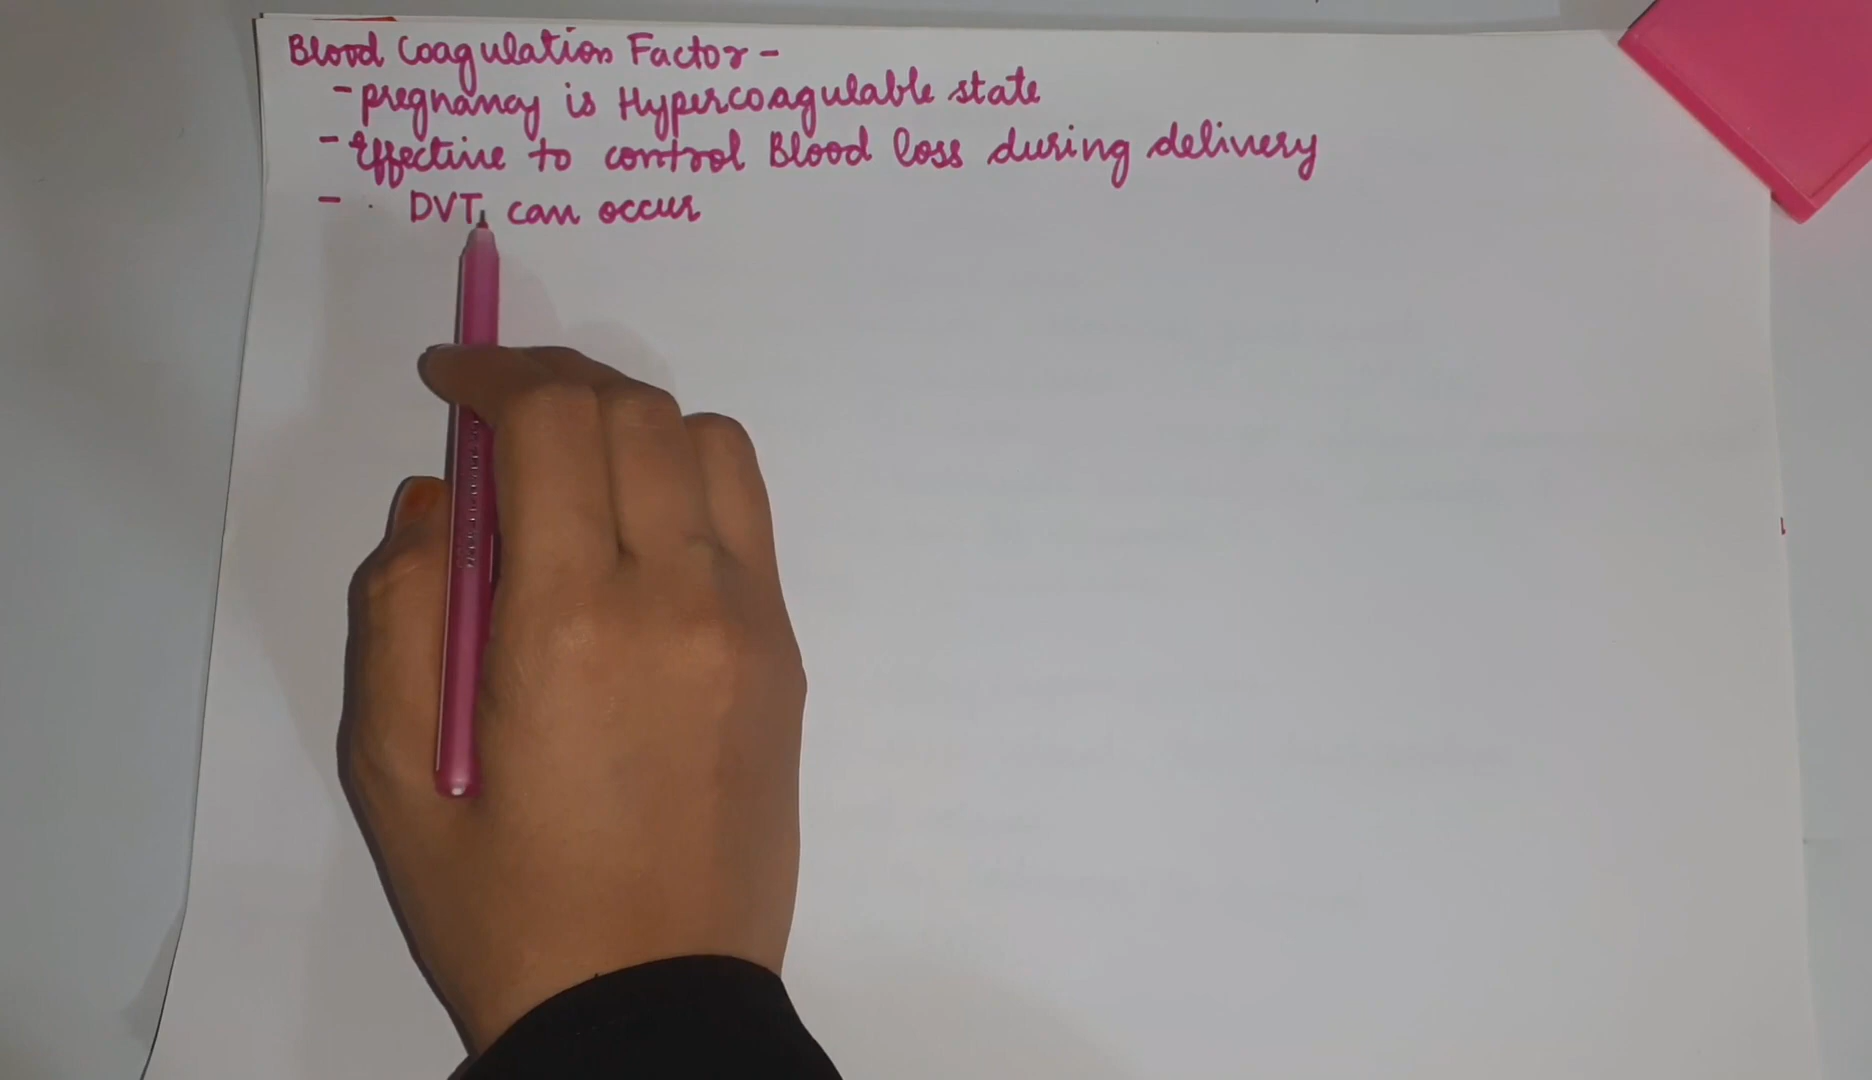 Blood Coagulation Factor -
- pregnancy is Hypercoagulable state
- Effective to control Blood loss during delivery
- DVT can occur